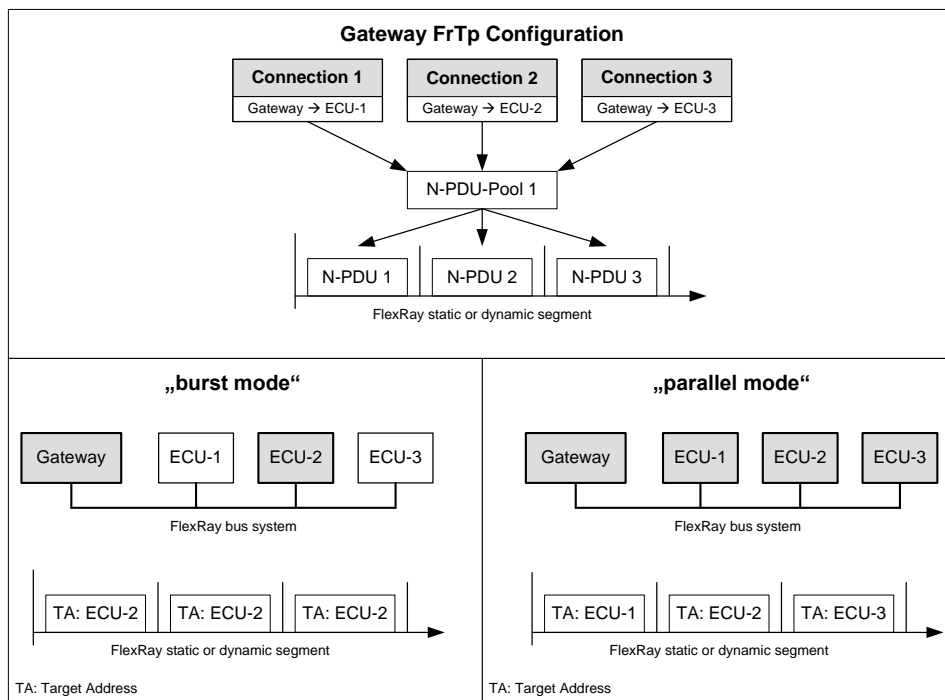 Gateway FrTp Configuration
Connection 1
Gateway → ECU-1
Connection 2
Gateway → ECU-2
Connection 3
Gateway → ECU-3
N-PDU-Pool 1
N-PDU 1
N-PDU 2
N-PDU 3
FlexRay static or dynamic segment
„burst mode“
Gateway
ECU-1
ECU-2
ECU-3
FlexRay bus system
TA: ECU-2
TA: ECU-2
TA: ECU-2
FlexRay static or dynamic segment
TA: Target Address
„parallel mode“
Gateway
ECU-1
ECU-2
ECU-3
FlexRay bus system
TA: ECU-1
TA: ECU-2
TA: ECU-3
FlexRay static or dynamic segment
TA: Target Address